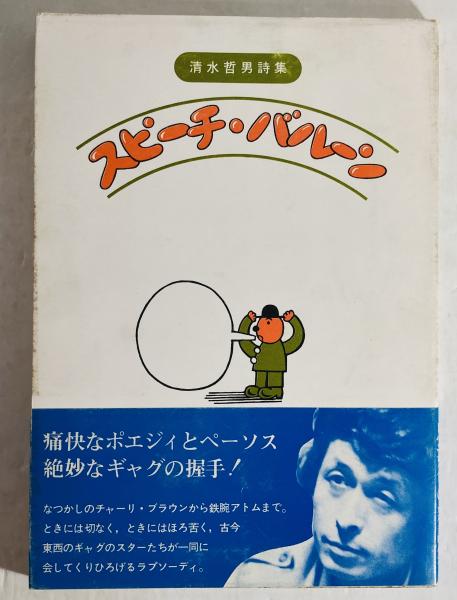 清水哲男詩集
スピーチ・バルーン
痛快なポエジィとペーソス
絶妙なギャグの握手!
なつかしのチャーリ・ブラウンから鉄腕アトムまで。
ときには切なく，ときにはほろ苦く，古今
東西のギャグのスターたちが一同に
会してくりひろげるラプソーディ。